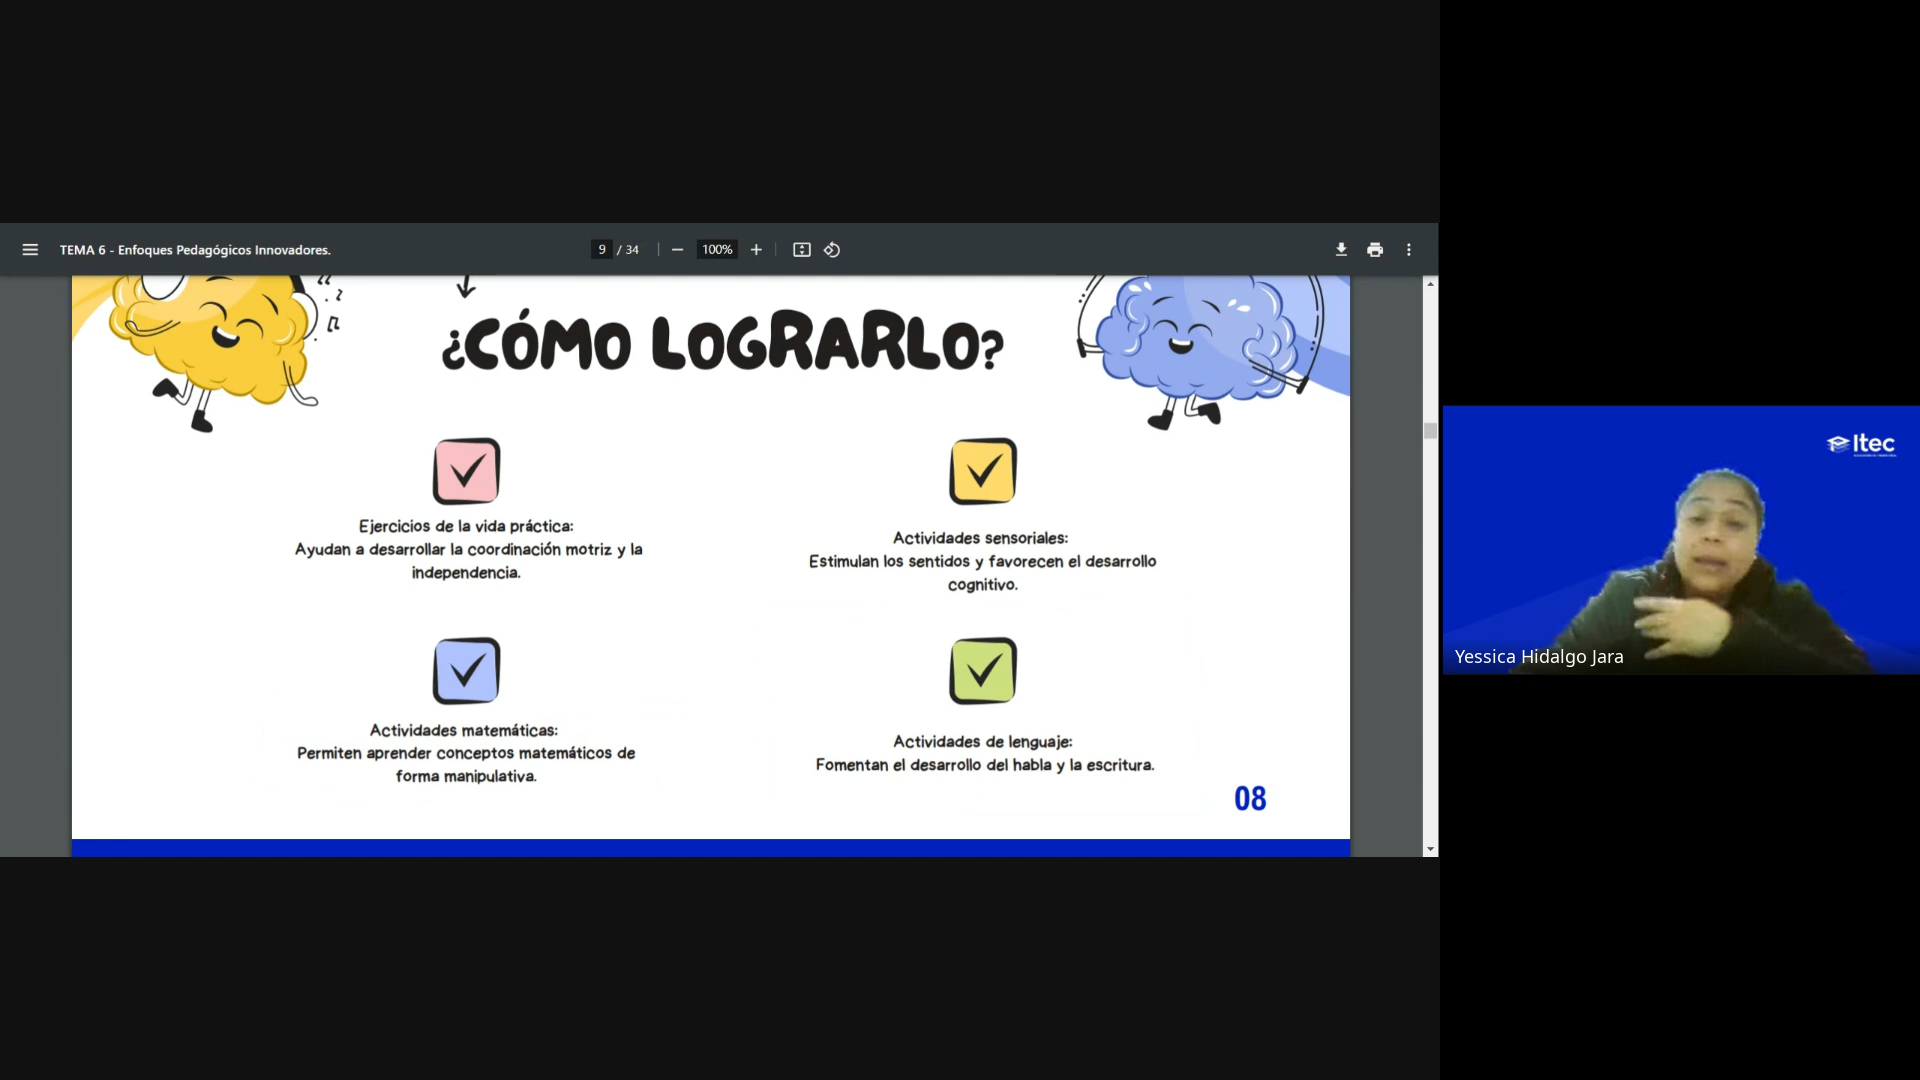 TEMA 6 - Enfoques Pedagógicos Innovadores.
9 / 34
100%
¿CÓMO LOGRARLO?
Ejercicios de la vida práctica:
Ayudan a desarrollar la coordinación motriz y la
independencia.
Actividades sensoriales:
Estimulan los sentidos y favorecen el desarrollo
cognitivo.
Actividades matemáticas:
Permiten aprender conceptos matemáticos de
forma manipulativa.
Actividades de lenguaje:
Fomentan el desarrollo del habla y la escritura.
08
Itec
Yessica Hidalgo Jara